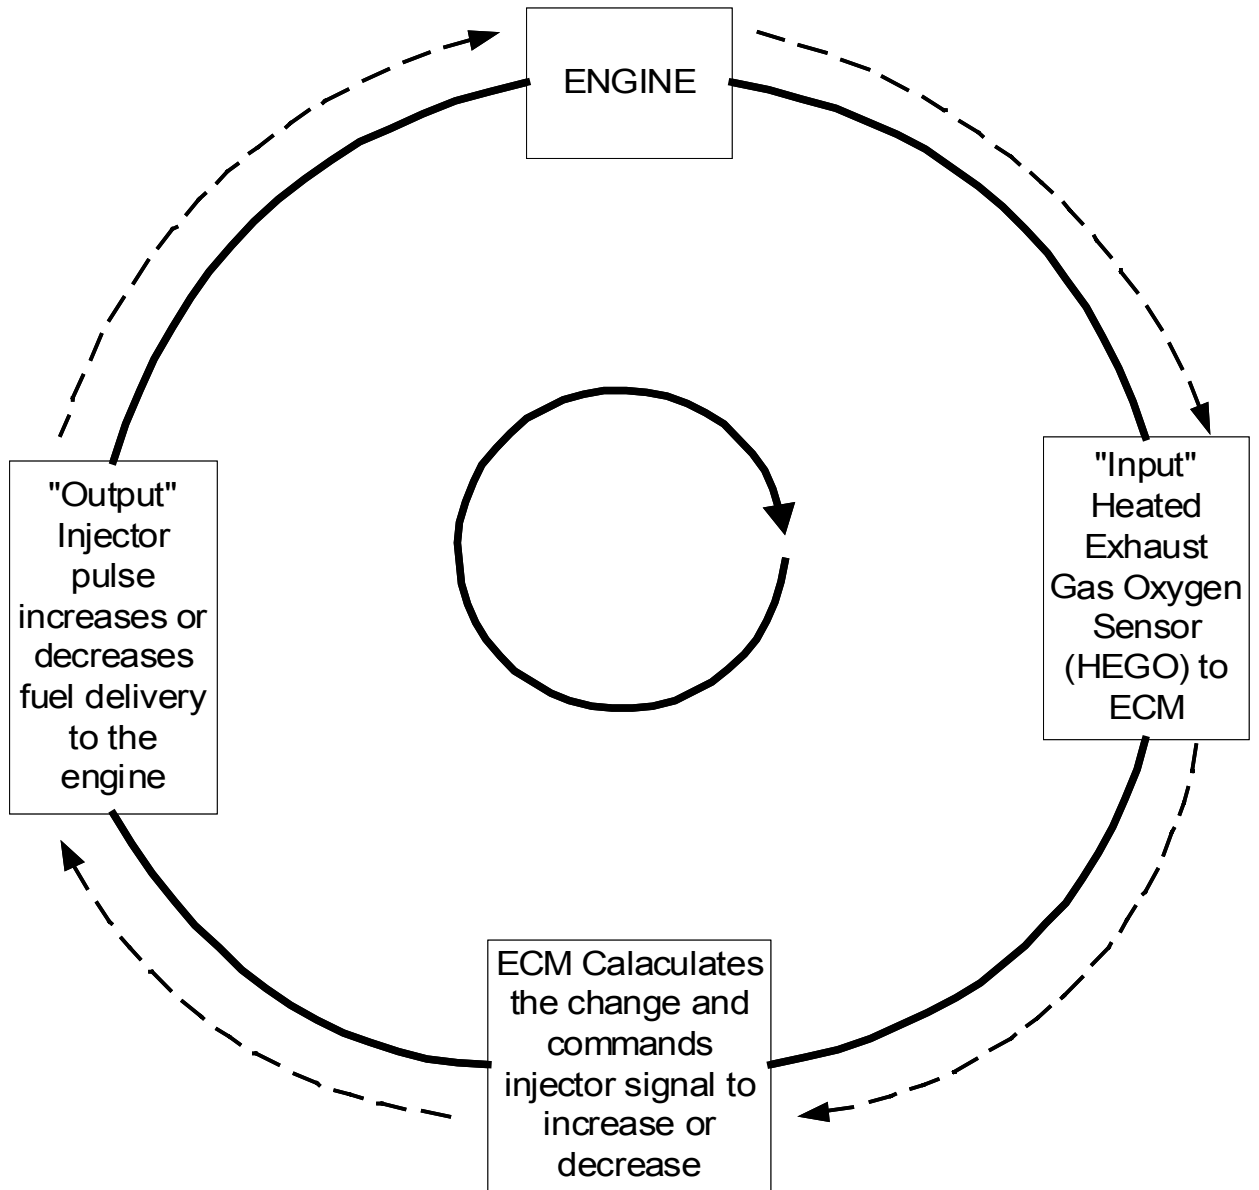 ENGINE
"Input"
Heated
Exhaust
Gas Oxygen
Sensor
(HEGO) to
ECM
ECM Calaculates
the change and
commands
injector signal to
increase or
decrease
"Output"
Injector
pulse
increases or
decreases
fuel delivery
to the
engine